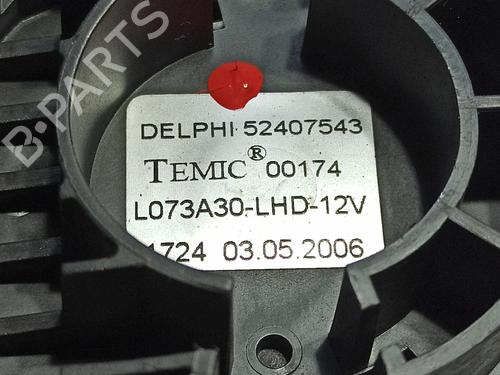 B-PARTS
DELPHI 52407543
TEMIC® 00174
L073A30-LHD-12V
1724 03.05.2006